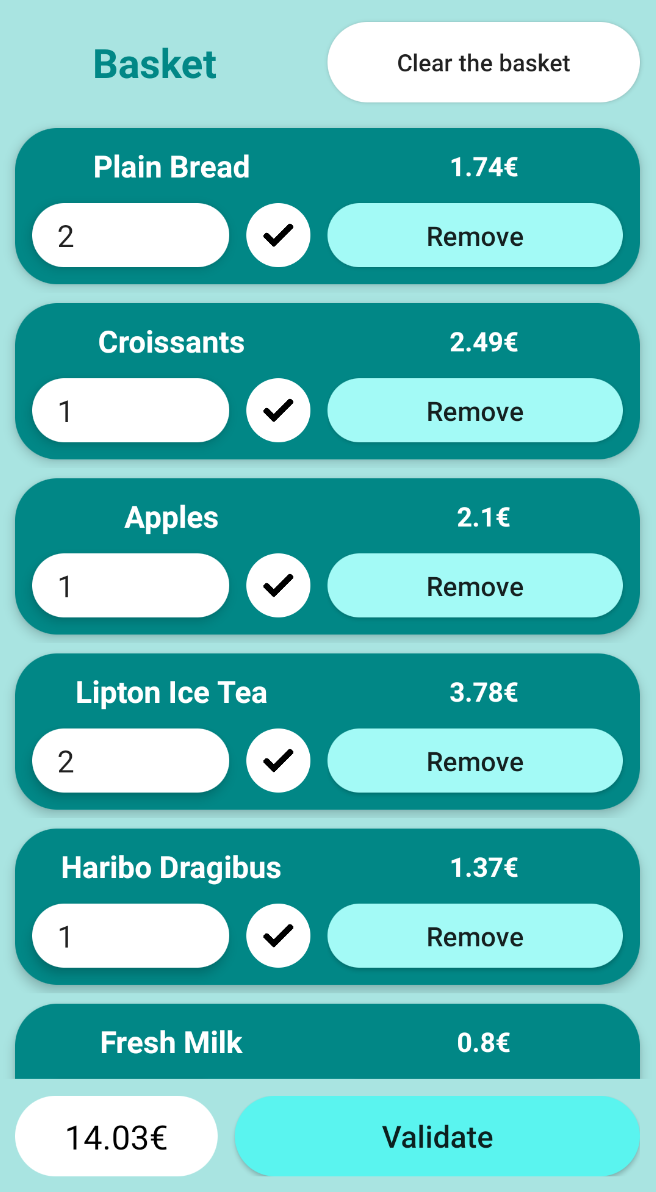 Basket
Clear the basket
Plain Bread
1.74€
2
Remove
Croissants
2.49€
1
Remove
Apples
2.1€
1
Remove
Lipton Ice Tea
3.78€
2
Remove
Haribo Dragibus
1.37€
1
Remove
Fresh Milk
0.8€
14.03€
Validate